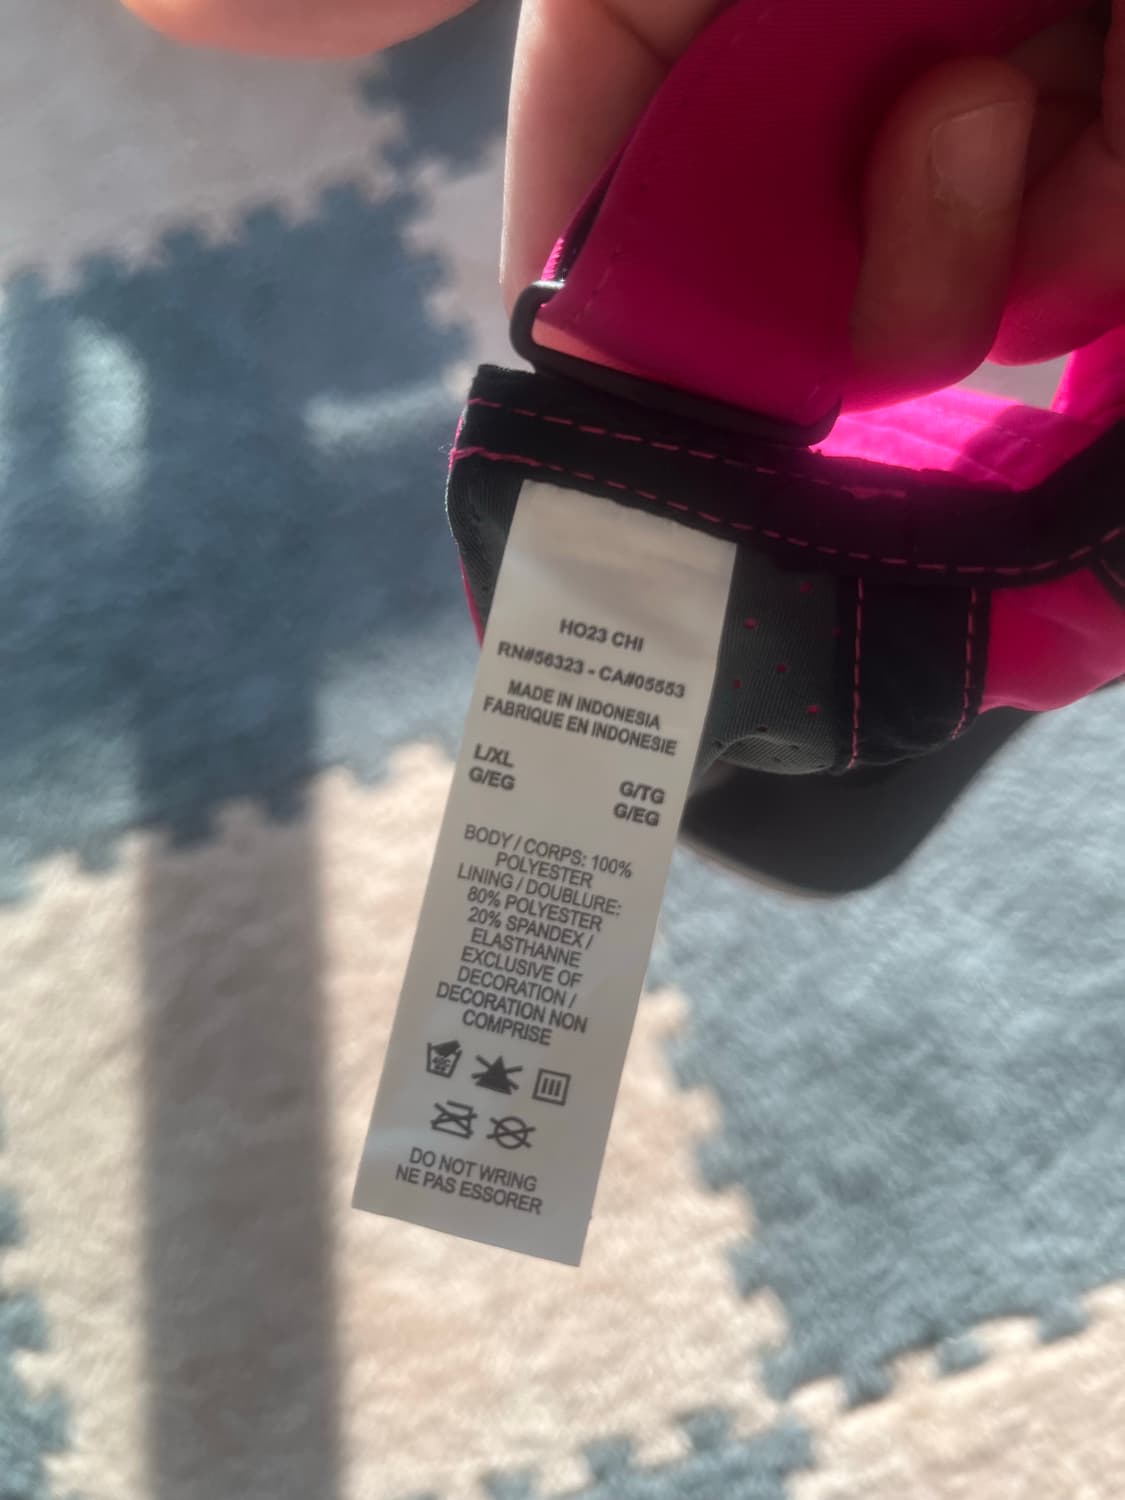 HO23 CHI
RN#56323 - CA#05553
MADE IN INDONESIA
FABRIQUE EN INDONESIE
L/XL
G/EG
G/TG
G/EG
BODY / CORPS: 100%
POLYESTER
LINING / DOUBLURE:
80% POLYESTER
20% SPANDEX /
ELASTHANNE
EXCLUSIVE OF
DECORATION /
DECORATION NON
COMPRISE
DO NOT WRING
NE PAS ESSORER